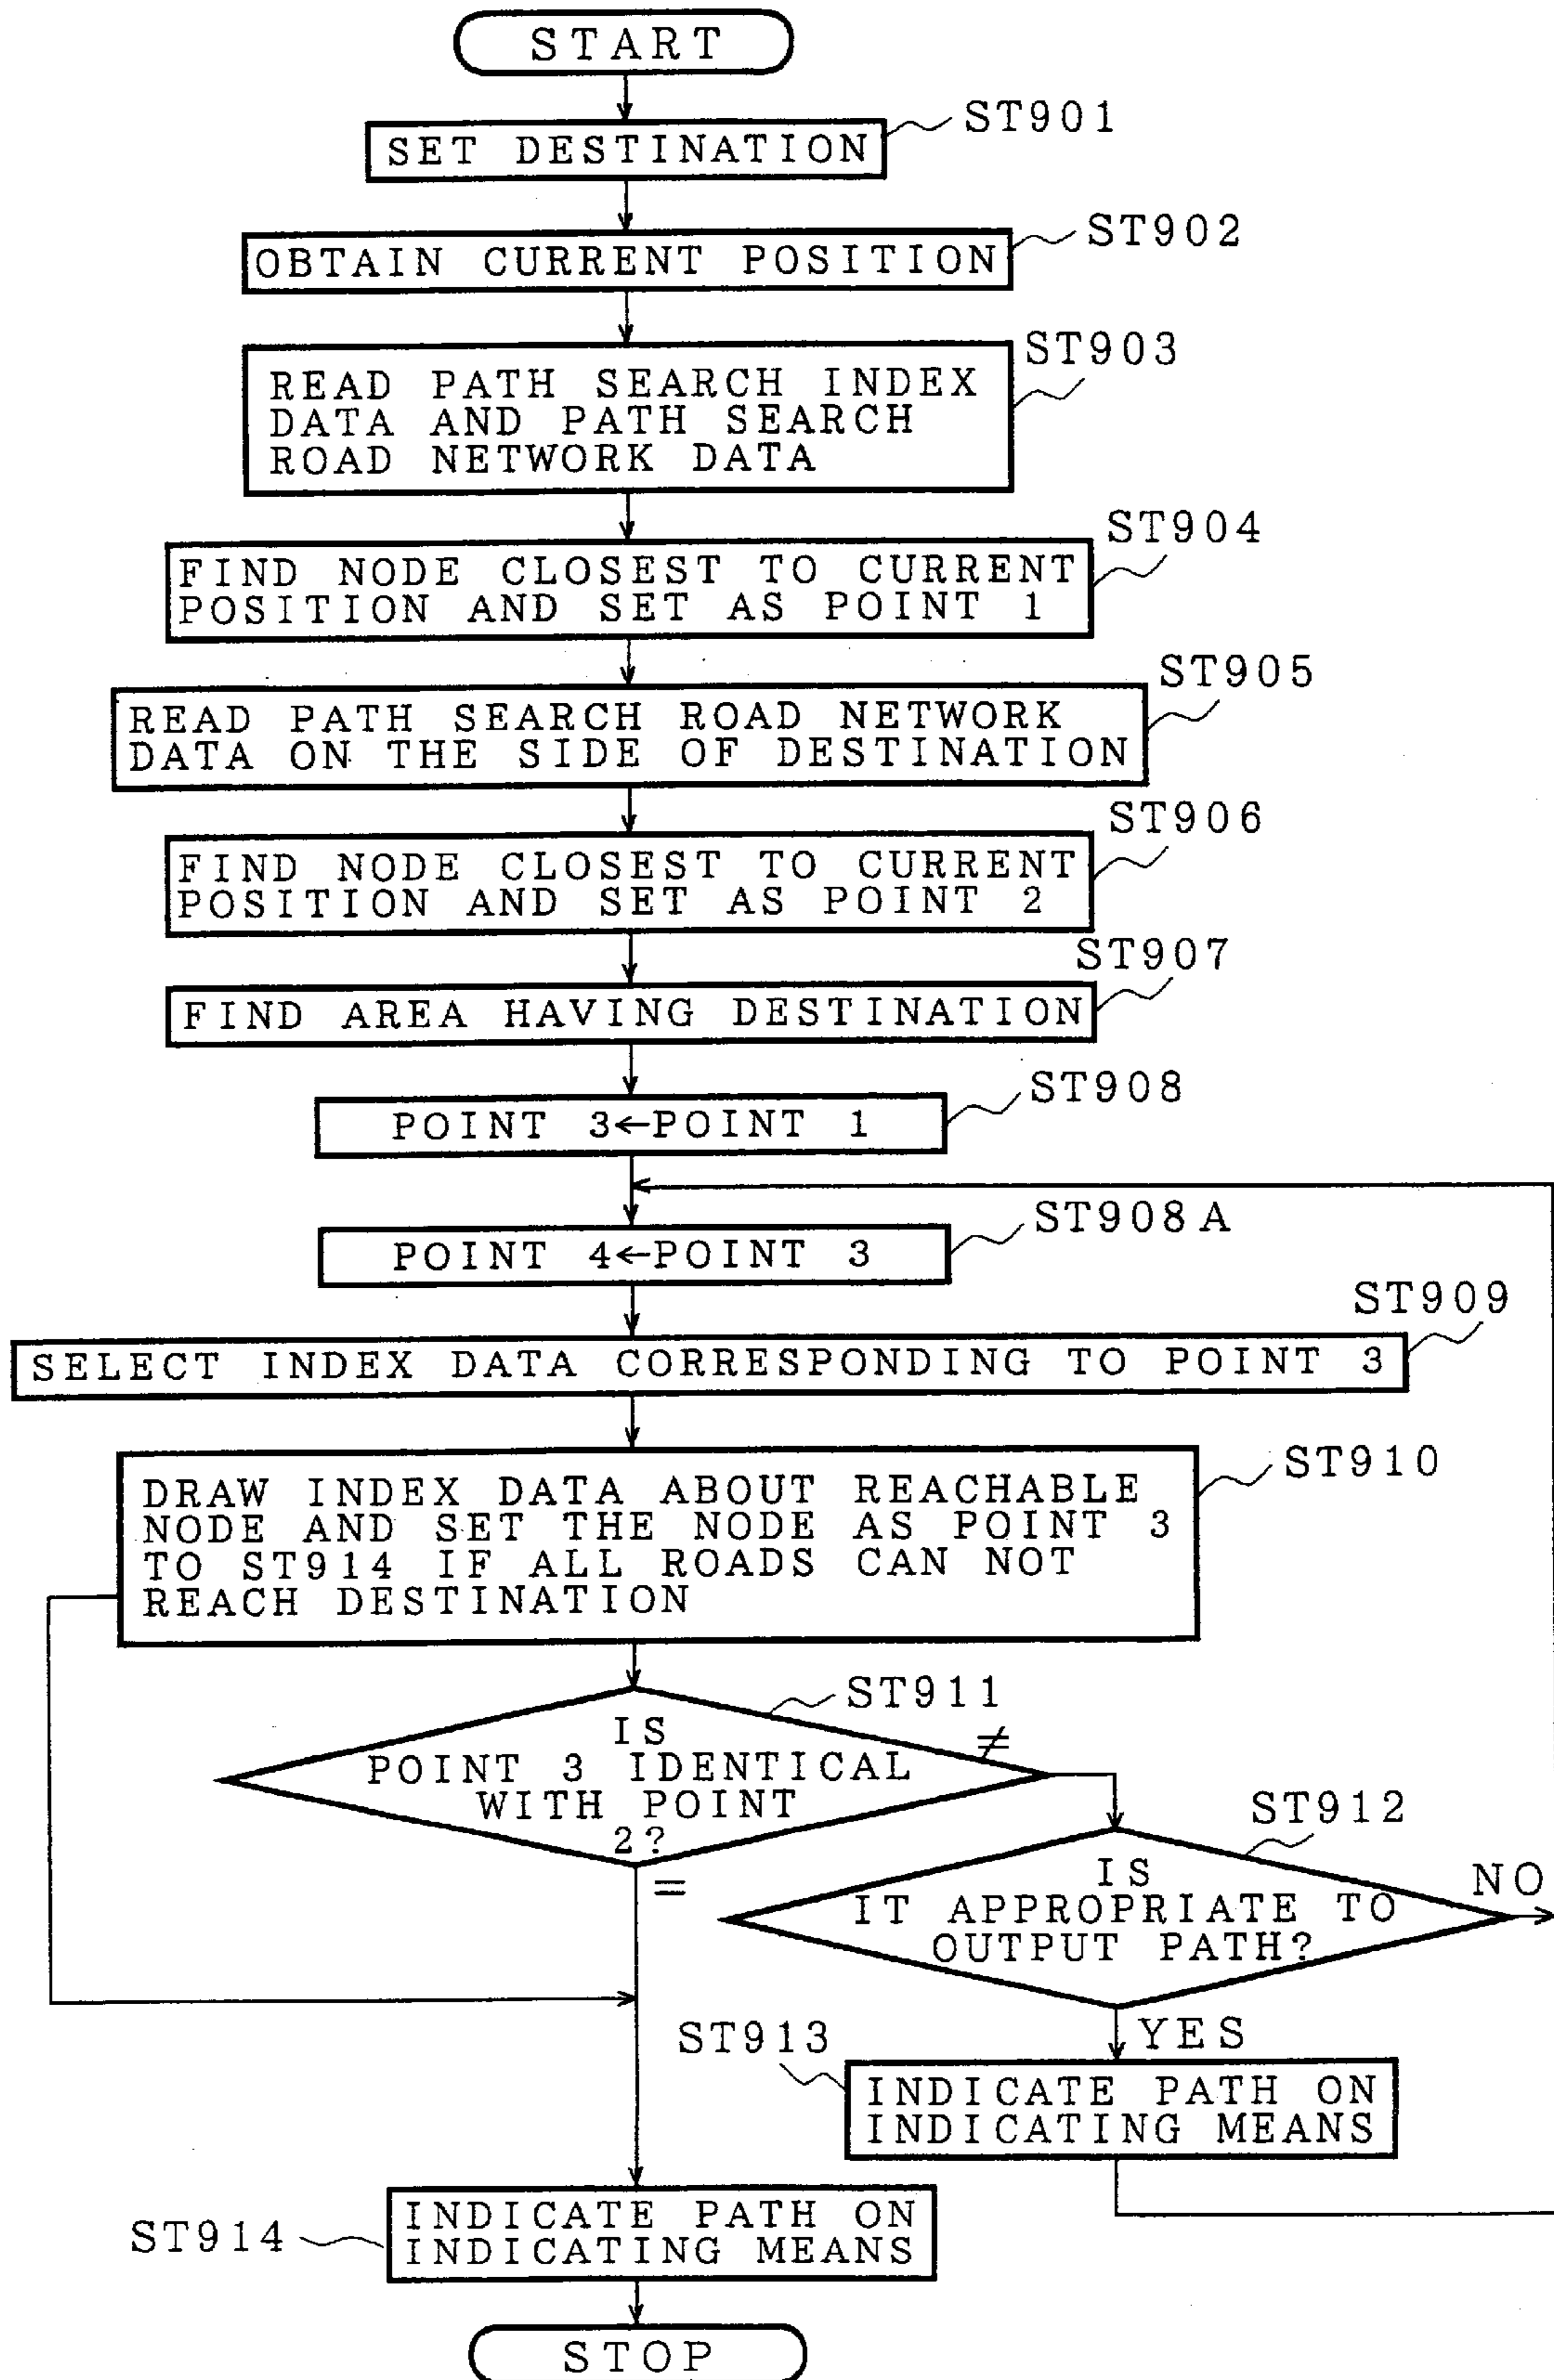 START
ST901
SET DESTINATION
ST902
OBTAIN CURRENT POSITION
ST903
READ PATH SEARCH INDEX
DATA AND PATH SEARCH
ROAD NETWORK DATA
ST904
FIND NODE CLOSEST TO CURRENT
POSITION AND SET AS POINT 1
ST905
READ PATH SEARCH ROAD NETWORK
DATA ON THE SIDE OF DESTINATION
ST906
FIND NODE CLOSEST TO CURRENT
POSITION AND SET AS POINT 2
ST907
FIND AREA HAVING DESTINATION
ST908
POINT 3←POINT 1
ST908A
POINT 4←POINT 3
ST909
SELECT INDEX DATA CORRESPONDING TO POINT 3
ST910
DRAW INDEX DATA ABOUT REACHABLE
NODE AND SET THE NODE AS POINT 3
TO ST914 IF ALL ROADS CAN NOT
REACH DESTINATION
ST911
IS
POINT 3 IDENTICAL
WITH POINT
2?
≠
=
ST912
IS
IT APPROPRIATE TO
OUTPUT PATH?
NO
YES
ST913
INDICATE PATH ON
INDICATING MEANS
ST914
INDICATE PATH ON
INDICATING MEANS
STOP